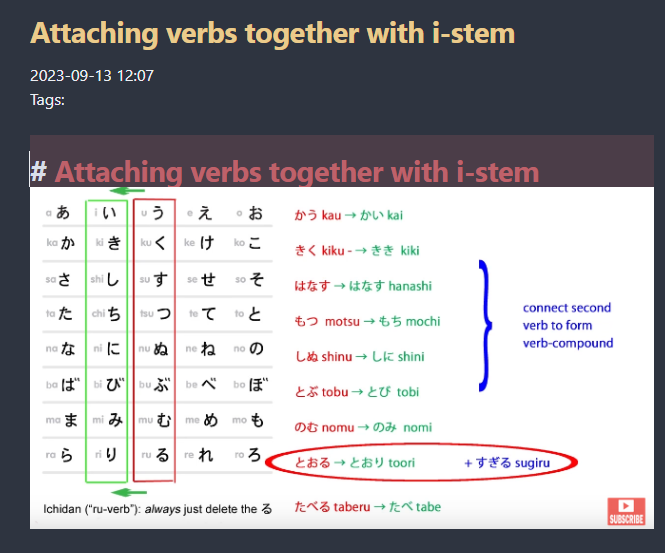 Attaching verbs together with i-stem
2023-09-13 12:07
Tags:
# Attaching verbs together with i-stem
a あ i い u う e え o お
ka か ki き ku く ke け ko こ
sa さ shi し su す se せ so そ
ta た chi ち tsu つ te て to と
na な ni に nu ぬ ne ね no の
ba ば bi び bu ぶ be べ bo ぼ
ma ま mi み mu む me め mo も
ra ら ri り ru る re れ ro ろ
Ichidan ("ru-verb"): always just delete the る
かう kau → かい kai
きく kiku - → きき kiki
はなす → はなす hanashi
もつ motsu → もち mochi
しぬ shinu → しに shini
とぶ tobu → とび tobi
のむ nomu → のみ nomi
とおる → とおり toori + すぎる sugiru
たべる taberu → たべ tabe
connect second
verb to form
verb-compound
SUBSCRIBE